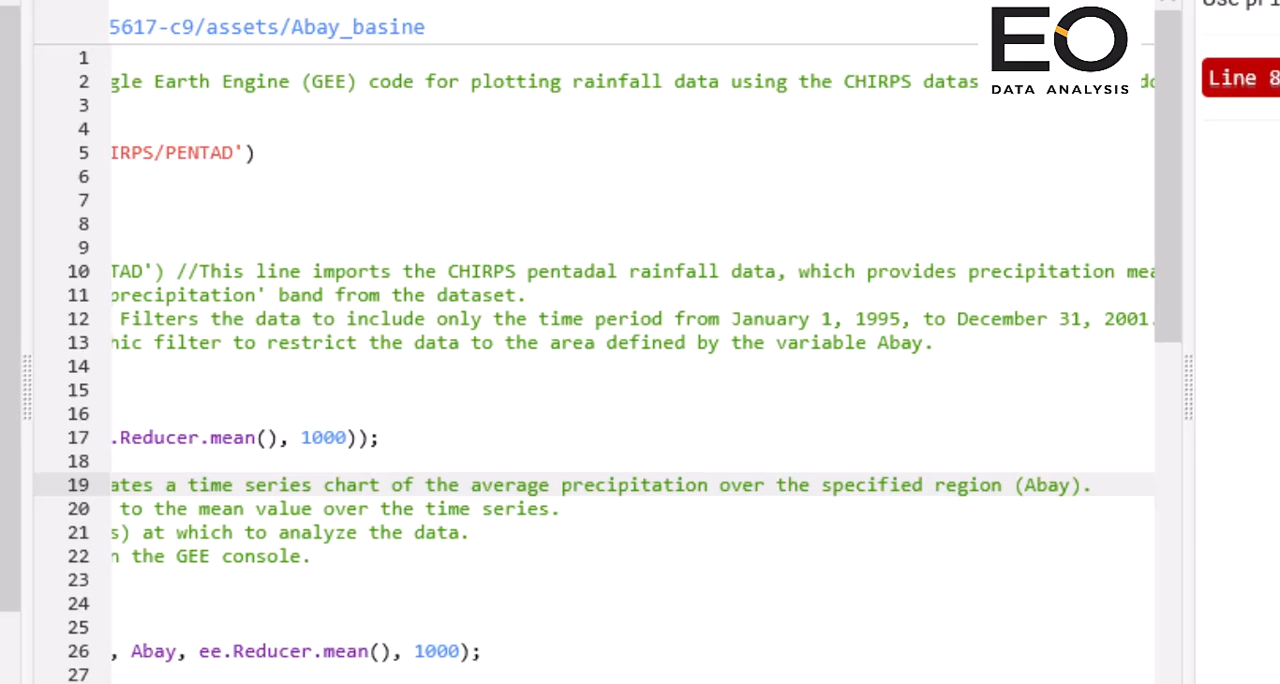 5617-c9/assets/Abay_basine
EO
DATA ANALYSIS
Line 8
1
2 gle Earth Engine (GEE) code for plotting rainfall data using the CHIRPS datas
3
4
5 IRPS/PENTAD')
6
7
8
9
10 TAD') //This line imports the CHIRPS pentadal rainfall data, which provides precipitation mea
11 precipitation' band from the dataset.
12 Filters the data to include only the time period from January 1, 1995, to December 31, 2001.
13 hic filter to restrict the data to the area defined by the variable Abay.
14
15
16
17 .Reducer.mean(), 1000));
18
19 ates a time series chart of the average precipitation over the specified region (Abay).
20 to the mean value over the time series.
21 s) at which to analyze the data.
22 n the GEE console.
23
24
25
26 , Abay, ee.Reducer.mean(), 1000);
27